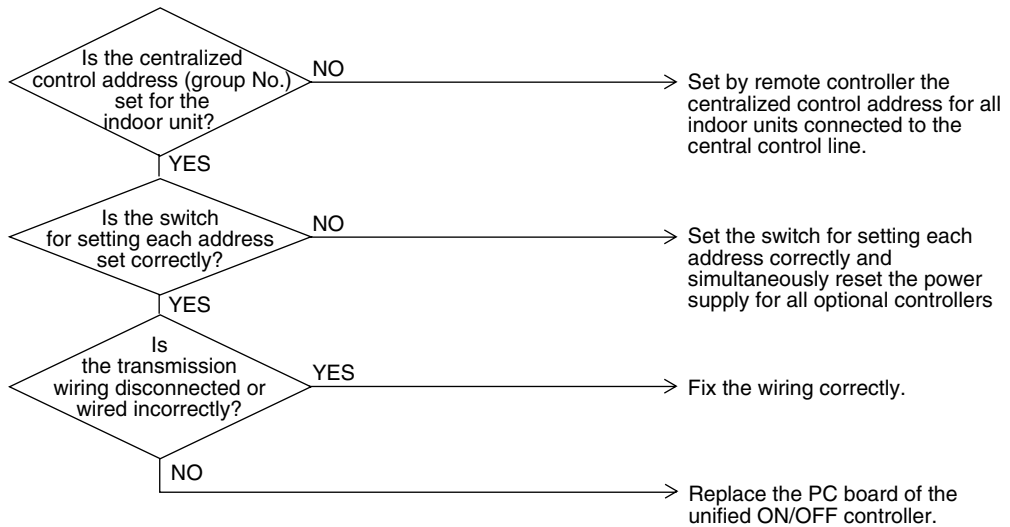 Is the centralized
control address (group No.)
set for the
indoor unit?
NO
Set by remote controller the
centralized control address for all
indoor units connected to the
central control line.
YES
Is the switch
for setting each address
set correctly?
NO
Set the switch for setting each
address correctly and
simultaneously reset the power
supply for all optional controllers
YES
Is
the transmission
wiring disconnected or
wired incorrectly?
YES
Fix the wiring correctly.
NO
Replace the PC board of the
unified ON/OFF controller.